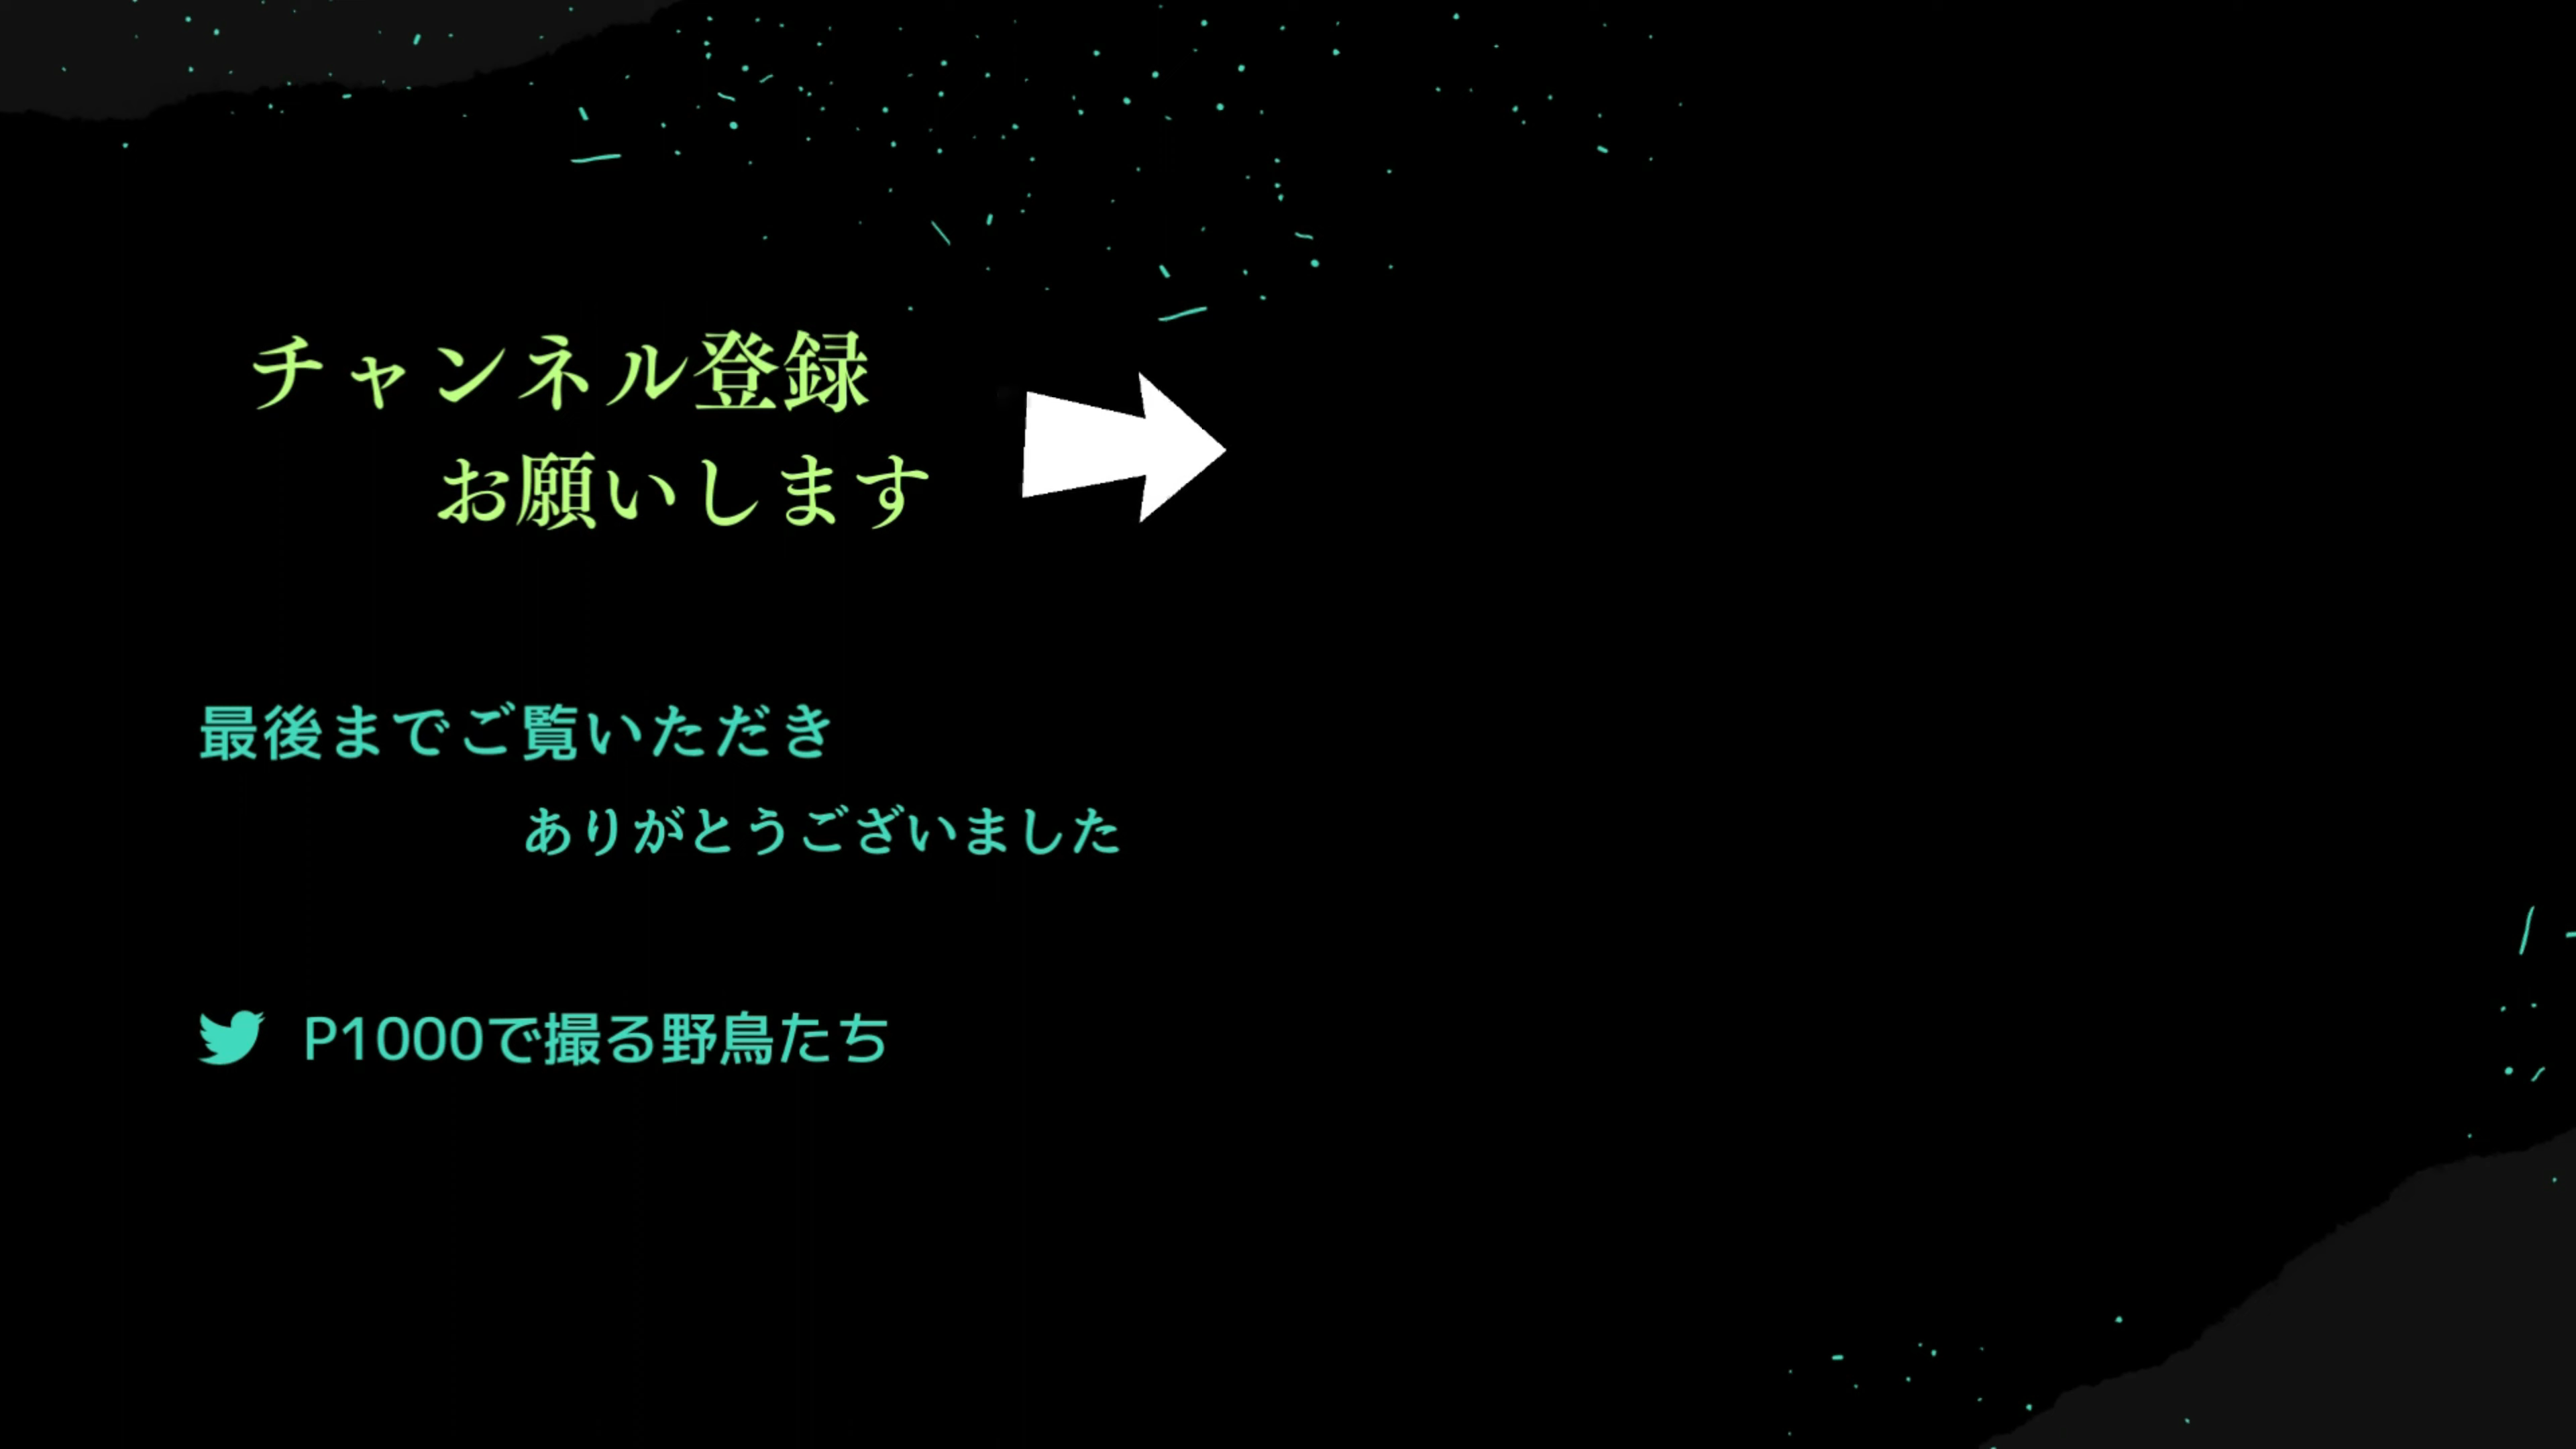 チャンネル登録
お願いします
最後までご覧いただき
ありがとうございました
P1000で撮る野鳥たち